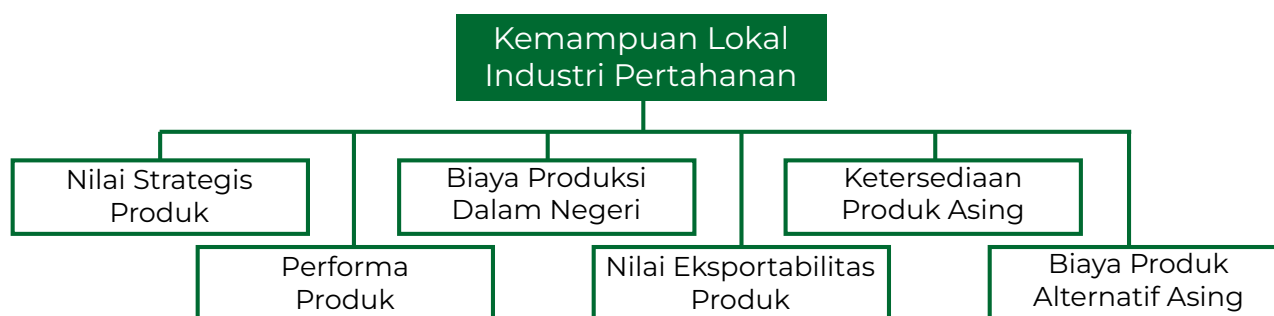 Kemampuan Lokal
Industri Pertahanan
Nilai Strategis
Produk
Biaya Produksi
Dalam Negeri
Ketersediaan
Produk Asing
Performa
Produk
Nilai Eksportabilitas
Produk
Biaya Produk
Alternatif Asing